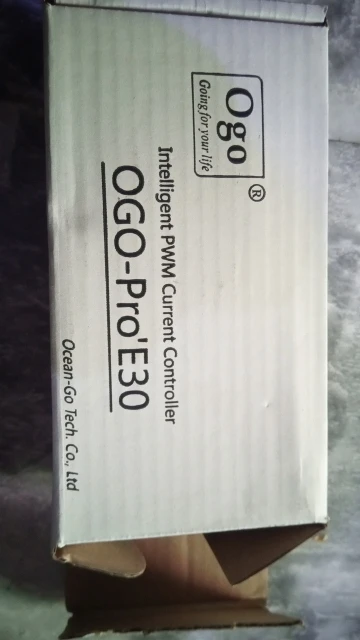 Ogo®
Going for your life
Intelligent PWM Current Controller
OGO-Pro'E30
Ocean-Go Tech. Co., Ltd